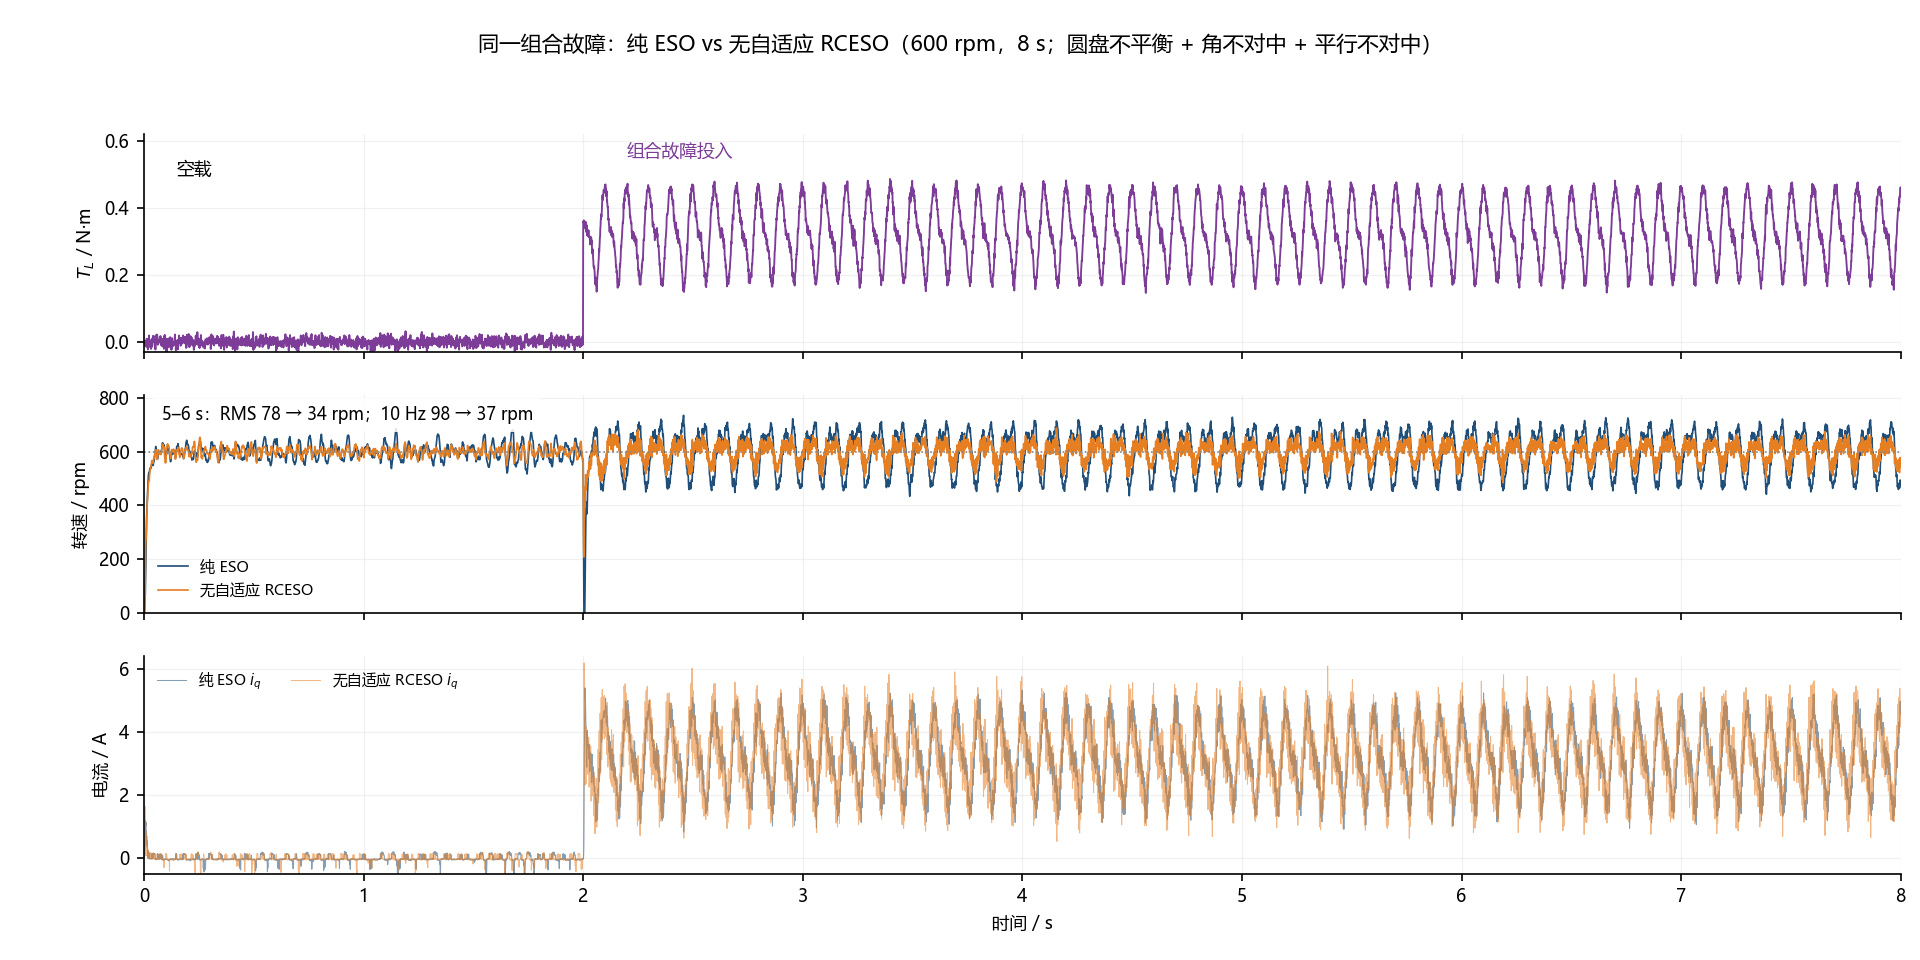 同一组合故障：纯 ESO vs 无自适应 RCESO（600 rpm，8 s；圆盘不平衡 + 角不对中 + 平行不对中）
空载
组合故障投入
T_L / N·m
0.6
0.4
0.2
0.0
5–6 s：RMS 78 → 34 rpm；10 Hz 98 → 37 rpm
转速 / rpm
800
600
400
200
0
纯 ESO
无自适应 RCESO
纯 ESO i_q
无自适应 RCESO i_q
电流 / A
6
4
2
0
0 1 2 3 4 5 6 7 8
时间 / s